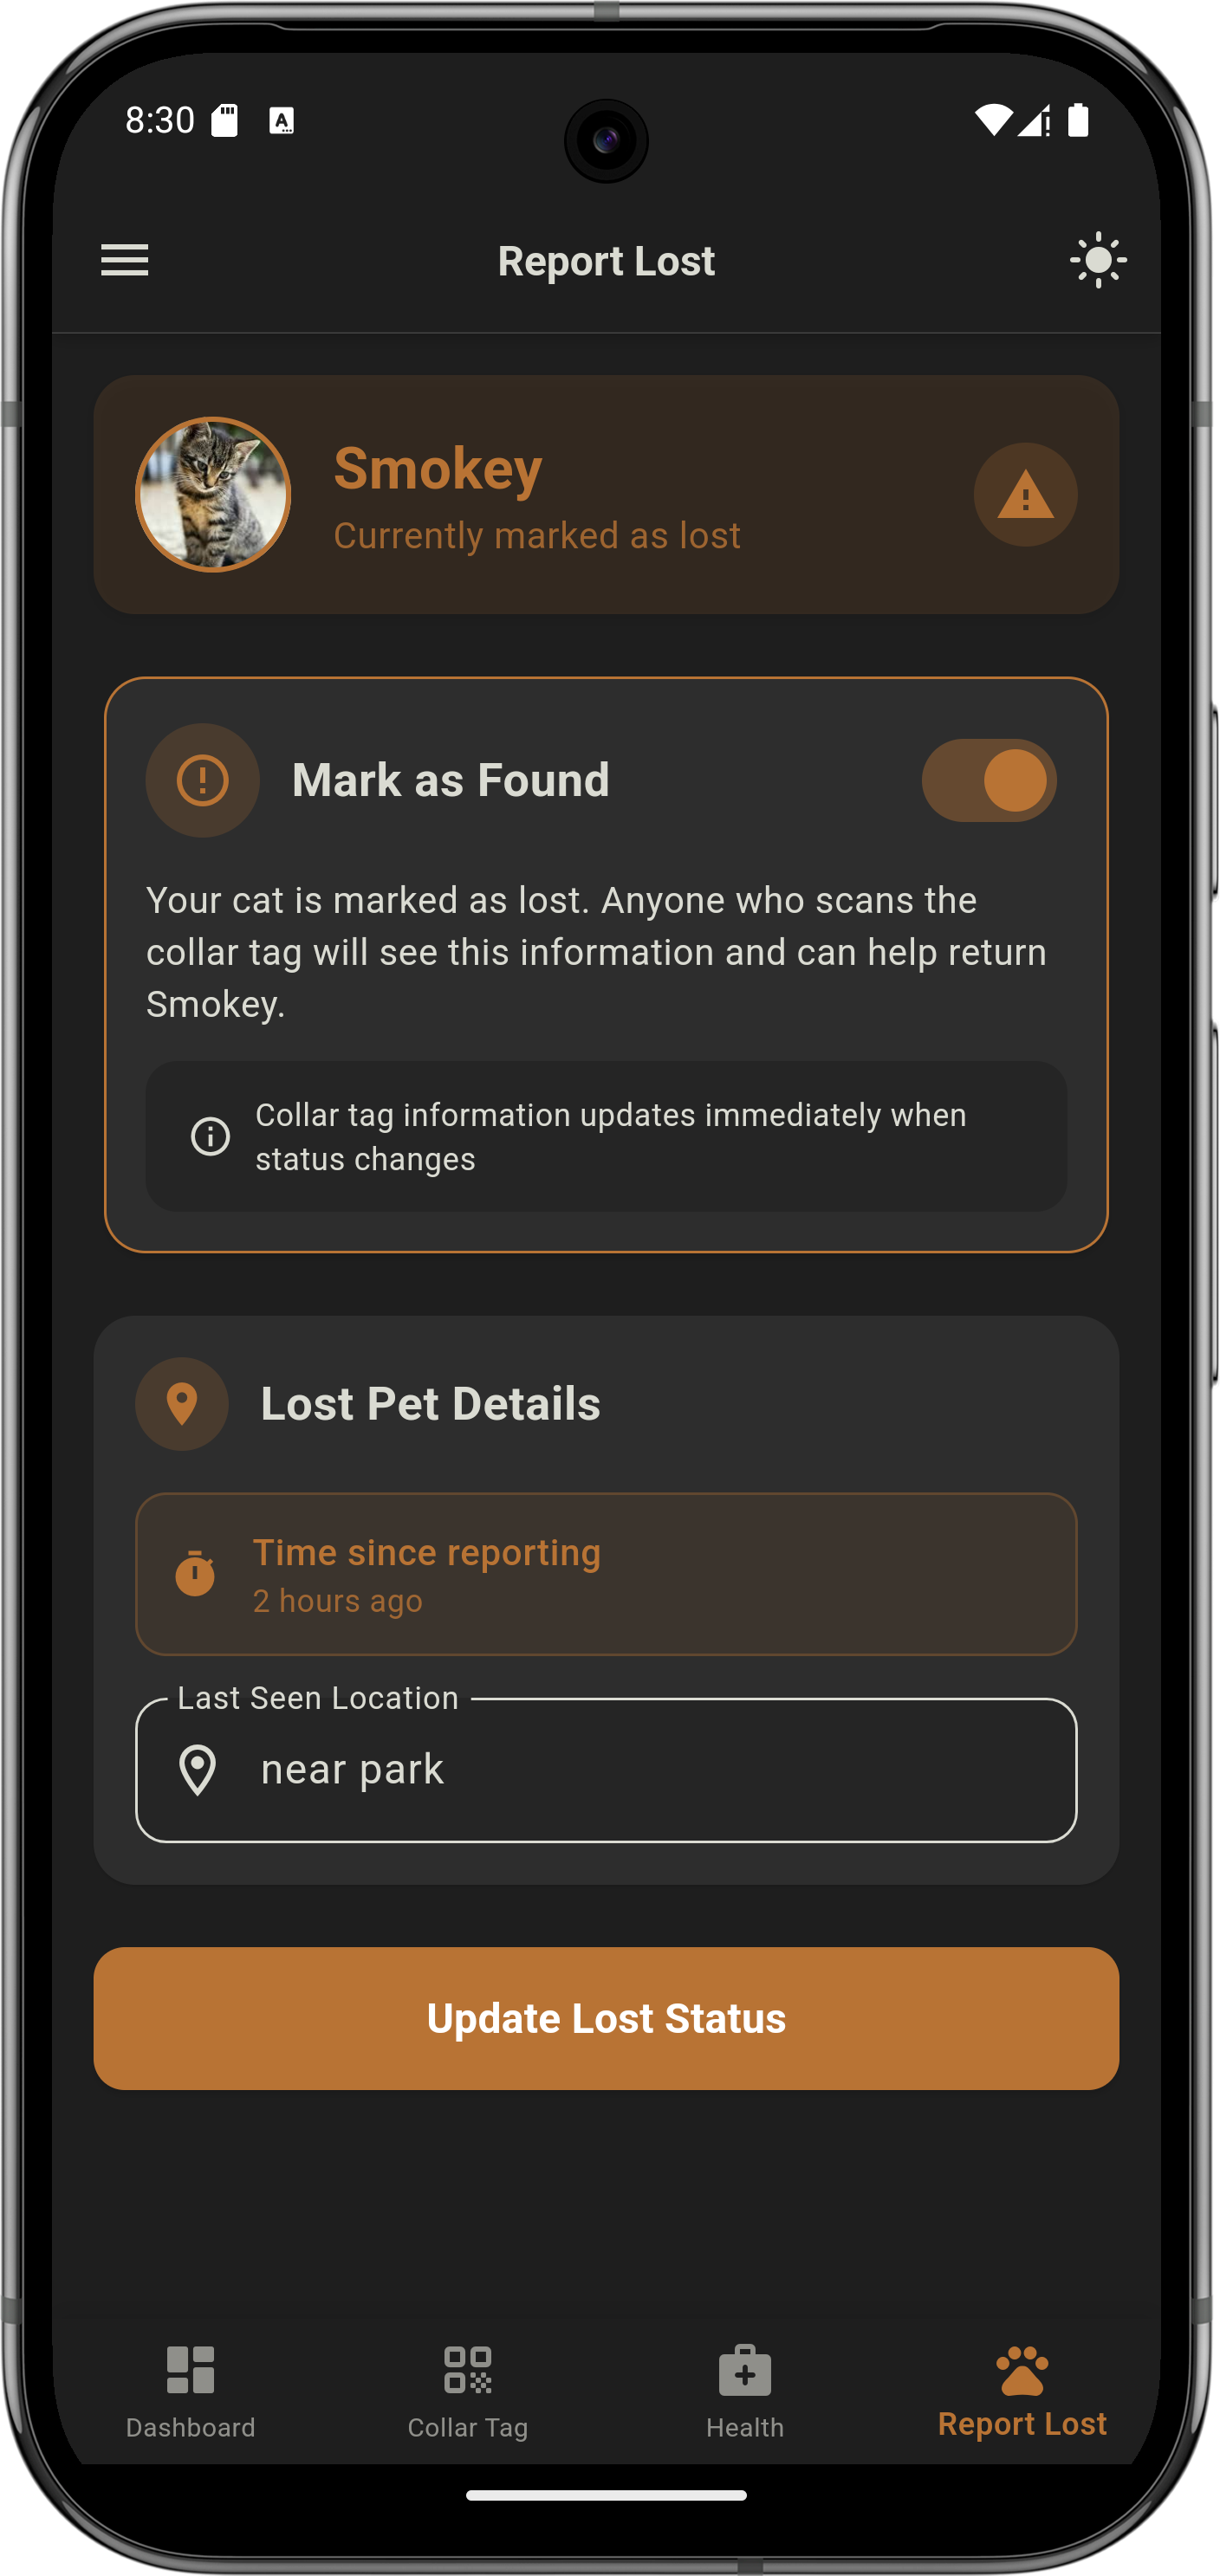 8:30
Report Lost
Smokey
Currently marked as lost
Mark as Found
Your cat is marked as lost. Anyone who scans the
collar tag will see this information and can help return
Smokey.
Collar tag information updates immediately when
status changes
Lost Pet Details
Time since reporting
2 hours ago
Last Seen Location
near park
Update Lost Status
Dashboard
Collar Tag
Health
Report Lost